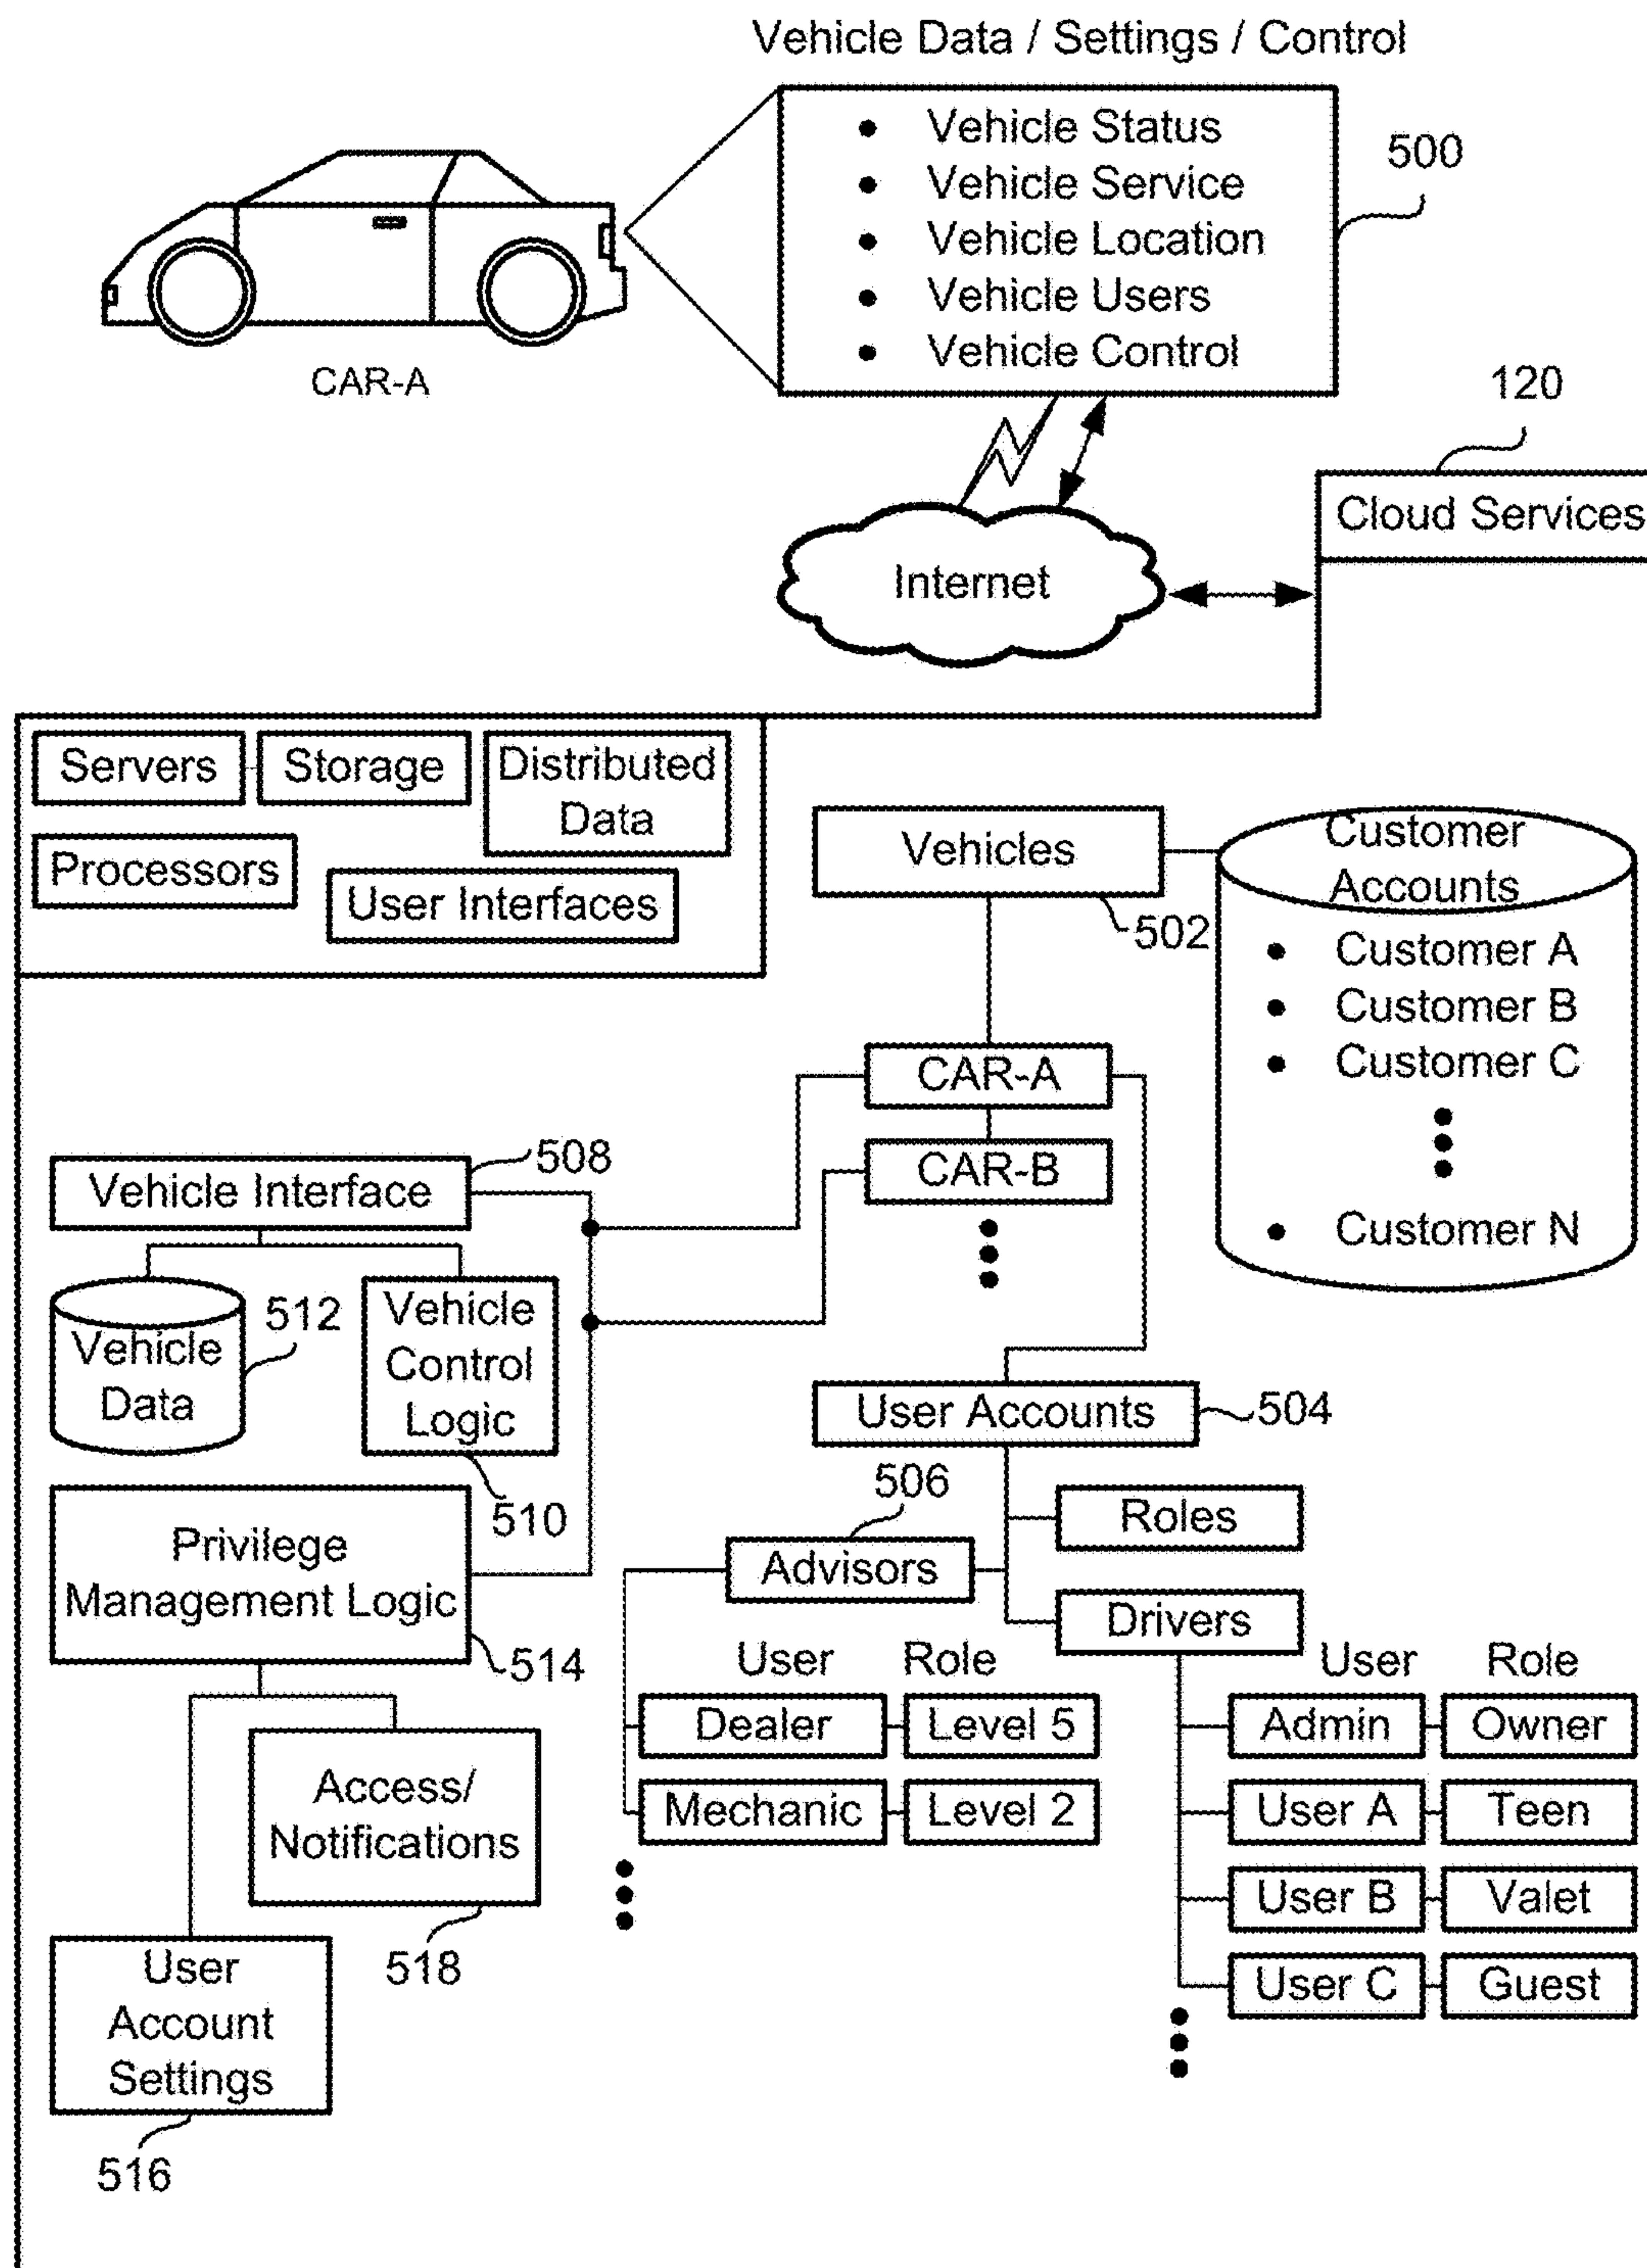 Vehicle Data / Settings / Control
• Vehicle Status
• Vehicle Service
• Vehicle Location
• Vehicle Users
• Vehicle Control
500
CAR-A
120
Cloud Services
Internet
Servers
Storage
Distributed
Data
Processors
User Interfaces
Vehicles
502
Customer
Accounts
• Customer A
• Customer B
• Customer C
• Customer N
CAR-A
CAR-B
Vehicle Interface
508
Vehicle
Data
512
Vehicle
Control
Logic
510
User Accounts
504
506
Advisors
Roles
Drivers
Privilege
Management Logic
514
User Role
Dealer Level 5
Mechanic Level 2
User Role
Admin Owner
User A Teen
User B Valet
User C Guest
Access/
Notifications
518
User
Account
Settings
516